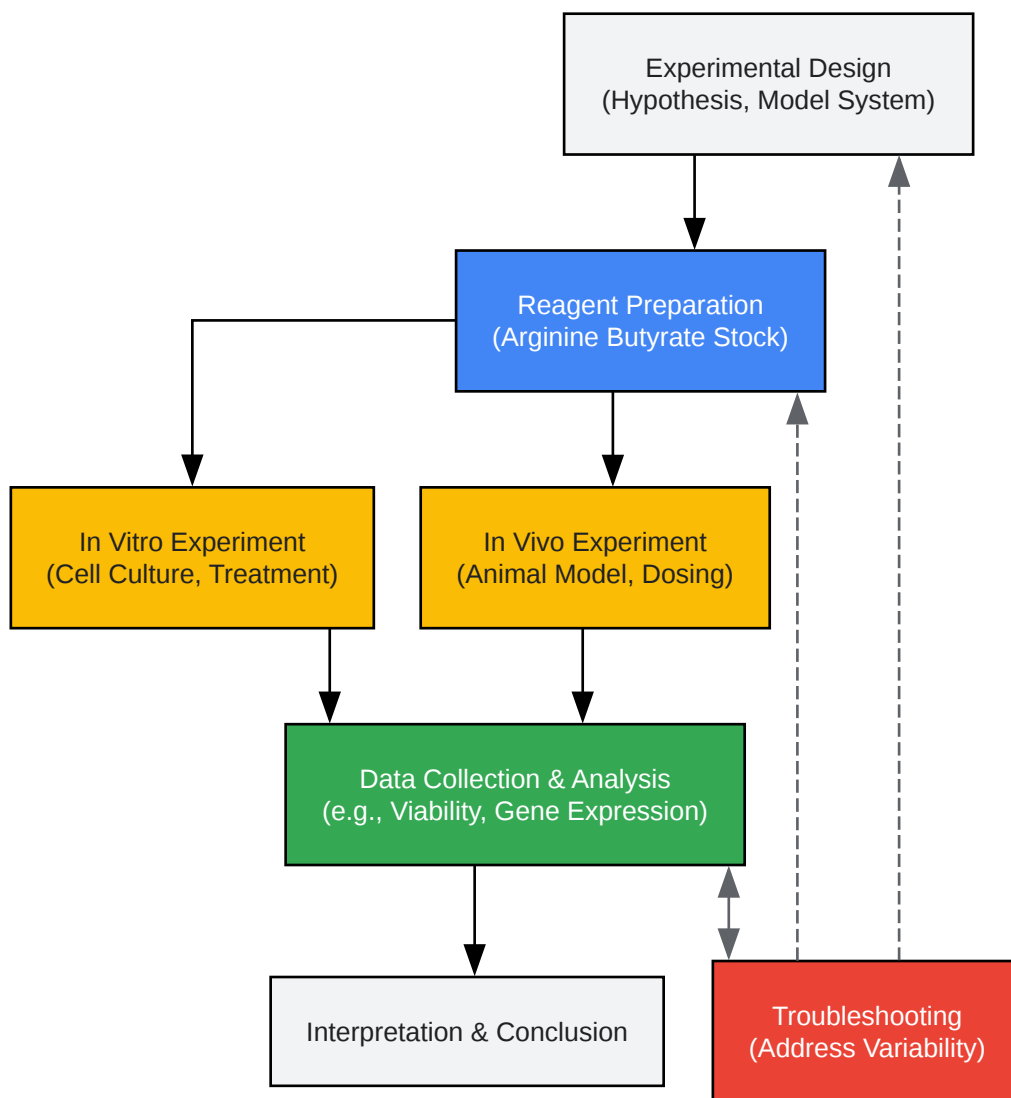 Experimental Design
(Hypothesis, Model System)
Reagent Preparation
(Arginine Butyrate Stock)
In Vitro Experiment
(Cell Culture, Treatment)
In Vivo Experiment
(Animal Model, Dosing)
Data Collection & Analysis
(e.g., Viability, Gene Expression)
Interpretation & Conclusion
Troubleshooting
(Address Variability)